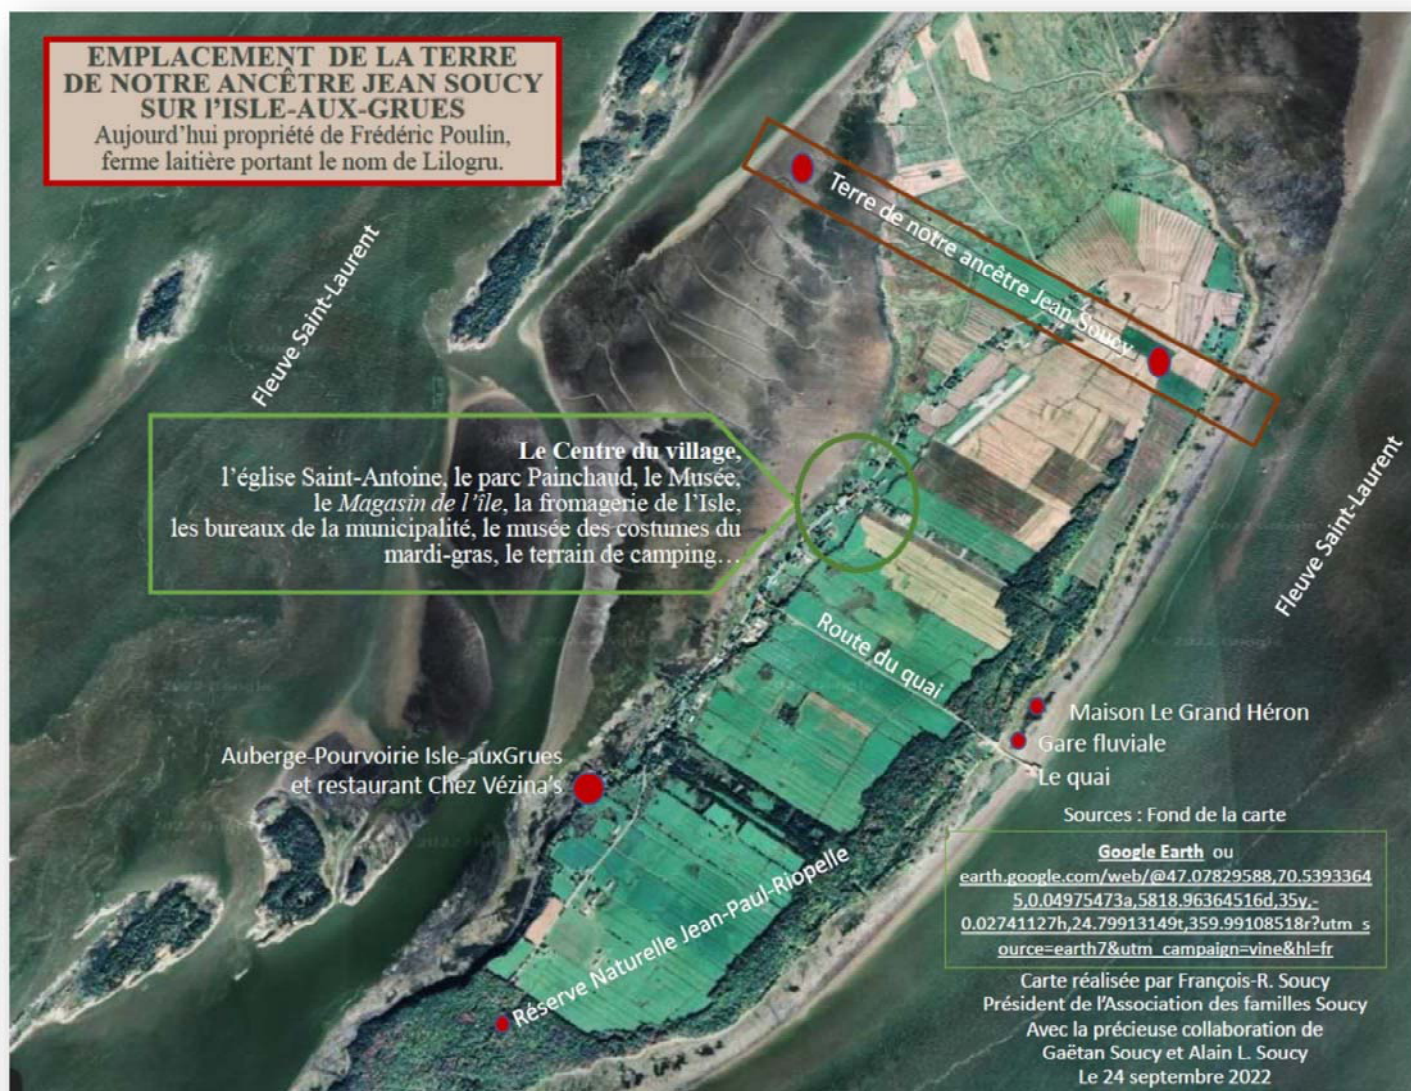 EMPLACEMENT DE LA TERRE
DE NOTRE ANCÊTRE JEAN SOUCY
SUR l'ISLE-AUX-GRUES
Aujourd'hui propriété de Frédéric Poulin,
ferme laitière portant le nom de Lilogru.
Fleuve Saint-Laurent
Terre de notre ancêtre Jean Soucy
Le Centre du village,
l'église Saint-Antoine, le parc Painchaud, le Musée,
le Magasin de l'île, la fromagerie de l'Isle,
les bureaux de la municipalité, le musée des costumes du
mardi-gras, le terrain de camping…
Fleuve Saint-Laurent
Route du quai
Maison Le Grand Héron
Gare fluviale
Le quai
Auberge-Pourvoirie Isle-auxGrues
et restaurant Chez Vézina's
Réserve Naturelle Jean-Paul-Riopelle
Sources : Fond de la carte
Google Earth ou
earth.google.com/web/@47.07829588,70.5393364
5,0.04975473a,5818.96364516d,35y,-
0.02741127h,24.79913149t,359.99108518r?utm_s
ource=earth7&utm_campaign=vine&hl=fr
Carte réalisée par François-R. Soucy
Président de l'Association des familles Soucy
Avec la précieuse collaboration de
Gaëtan Soucy et Alain L. Soucy
Le 24 septembre 2022